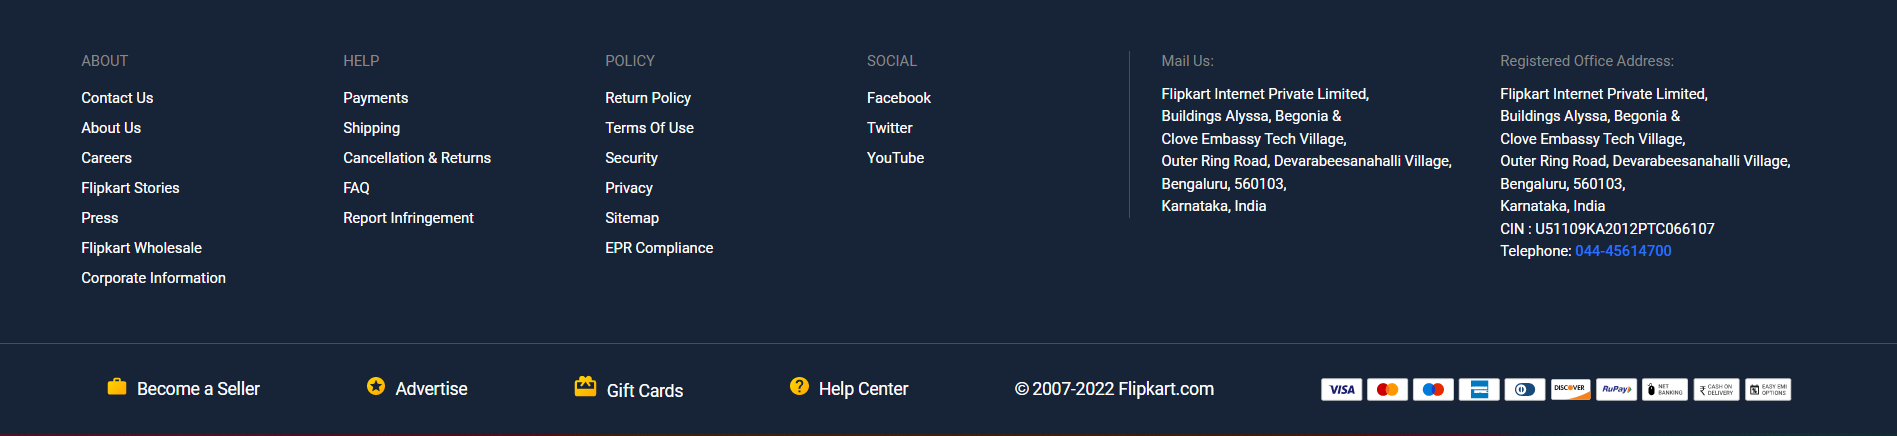 ABOUT
Contact Us
About Us
Careers
Flipkart Stories
Press
Flipkart Wholesale
Corporate Information
HELP
Payments
Shipping
Cancellation & Returns
FAQ
Report Infringement
POLICY
Return Policy
Terms Of Use
Security
Privacy
Sitemap
EPR Compliance
SOCIAL
Facebook
Twitter
YouTube
Mail Us:
Flipkart Internet Private Limited,
Buildings Alyssa, Begonia &
Clove Embassy Tech Village,
Outer Ring Road, Devarabeesanahalli Village,
Bengaluru, 560103,
Karnataka, India
Registered Office Address:
Flipkart Internet Private Limited,
Buildings Alyssa, Begonia &
Clove Embassy Tech Village,
Outer Ring Road, Devarabeesanahalli Village,
Bengaluru, 560103,
Karnataka, India
CIN : U51109KA2012PTC066107
Telephone: 044-45614700
Become a Seller
Advertise
Gift Cards
Help Center
© 2007-2022 Flipkart.com
VISA
DISCOVER
RuPay
NET
BANKING
CASH ON
DELIVERY
EASY EMI
OPTIONS